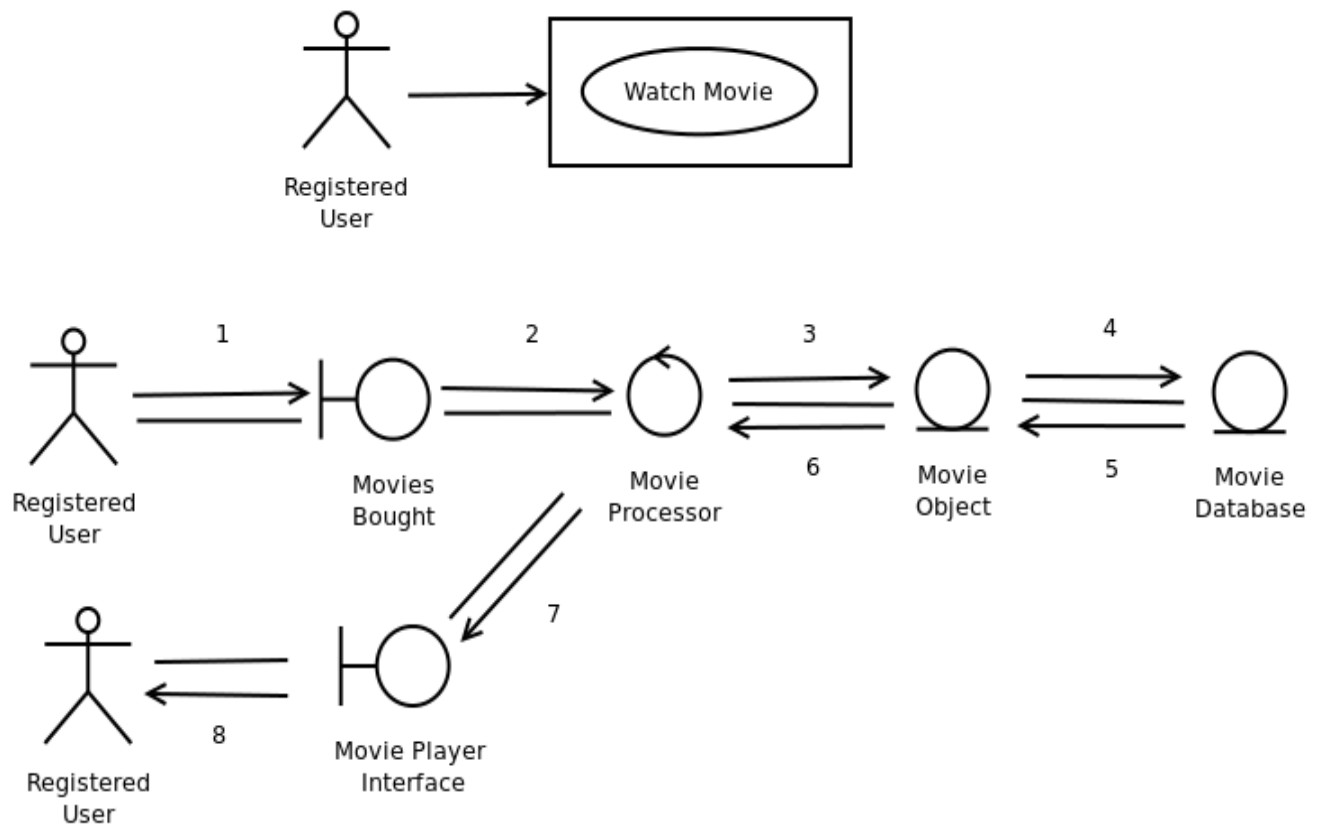 Watch Movie
Registered
User
1
2
3
4
Registered
User
Movies
Bought
Movie
Processor
6
Movie
Object
5
Movie
Database
7
8
Movie Player
Interface
Registered
User